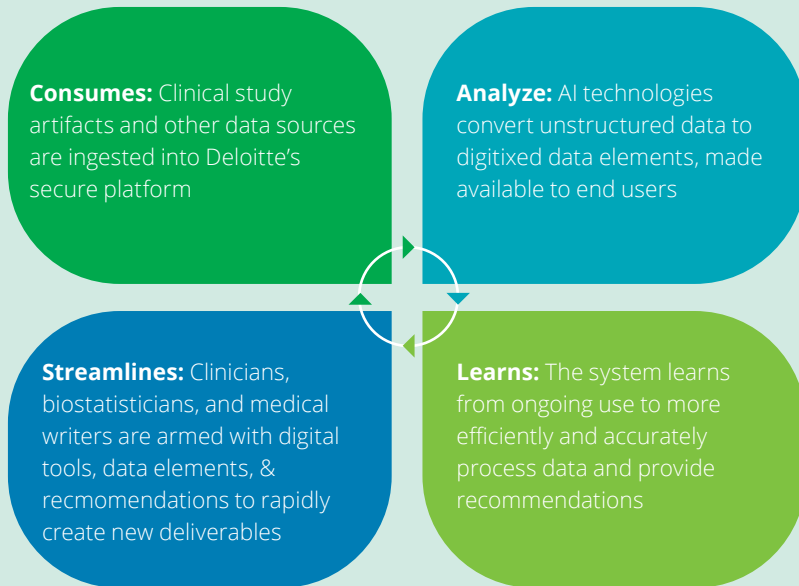 Consumes: Clinical study
artifacts and other data sources
are ingested into Deloitte’s
secure platform
Analyze: AI technologies
convert unstructured data to
digitixed data elements, made
available to end users
Streamlines: Clinicians,
biostatisticians, and medical
writers are armed with digital
tools, data elements, &
recmomendations to rapidly
create new deliverables
Learns: The system learns
from ongoing use to more
efficiently and accurately
process data and provide
recommendations